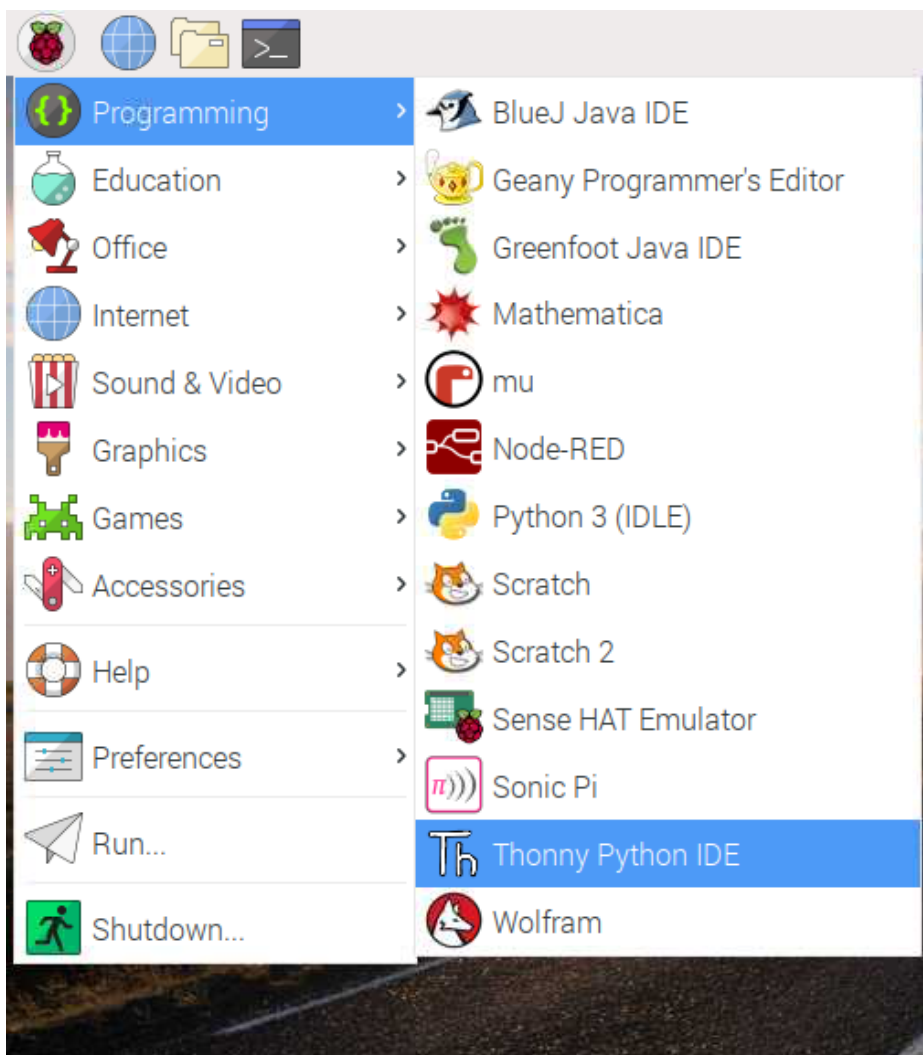 >_
Programming
Education
Office
Internet
Sound & Video
Graphics
Games
Accessories
Help
Preferences
Run...
Shutdown...
BlueJ Java IDE
Geany Programmer's Editor
Greenfoot Java IDE
Mathematica
mu
Node-RED
Python 3 (IDLE)
Scratch
Scratch 2
Sense HAT Emulator
π))) Sonic Pi
Th Thonny Python IDE
Wolfram